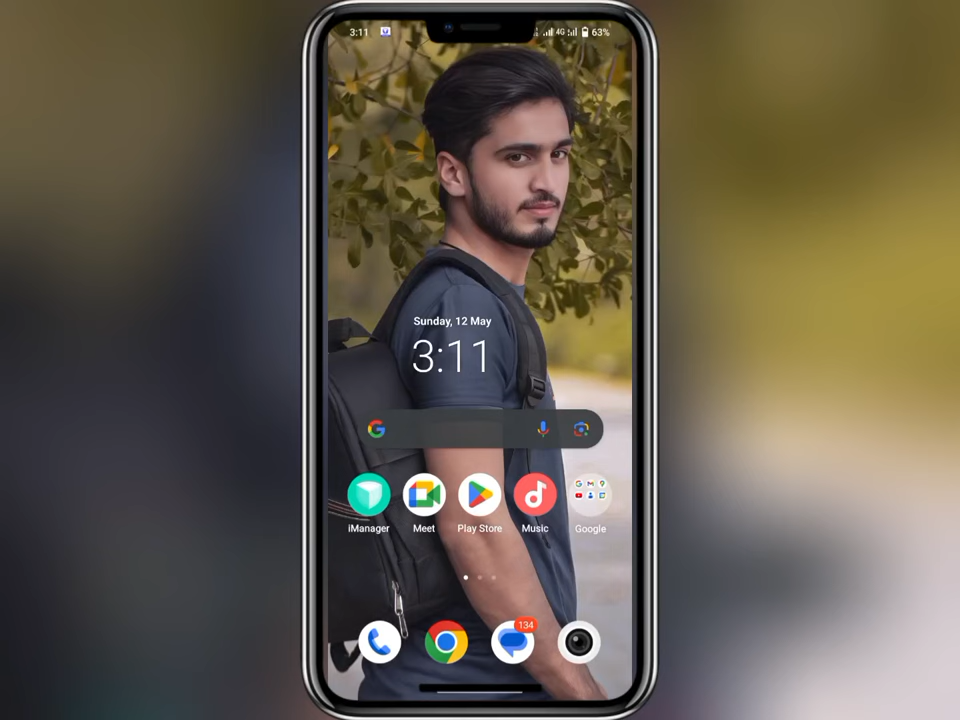 3:11
4G
63%
Sunday, 12 May
3:11
iManager
Meet
Play Store
Music
Google
134